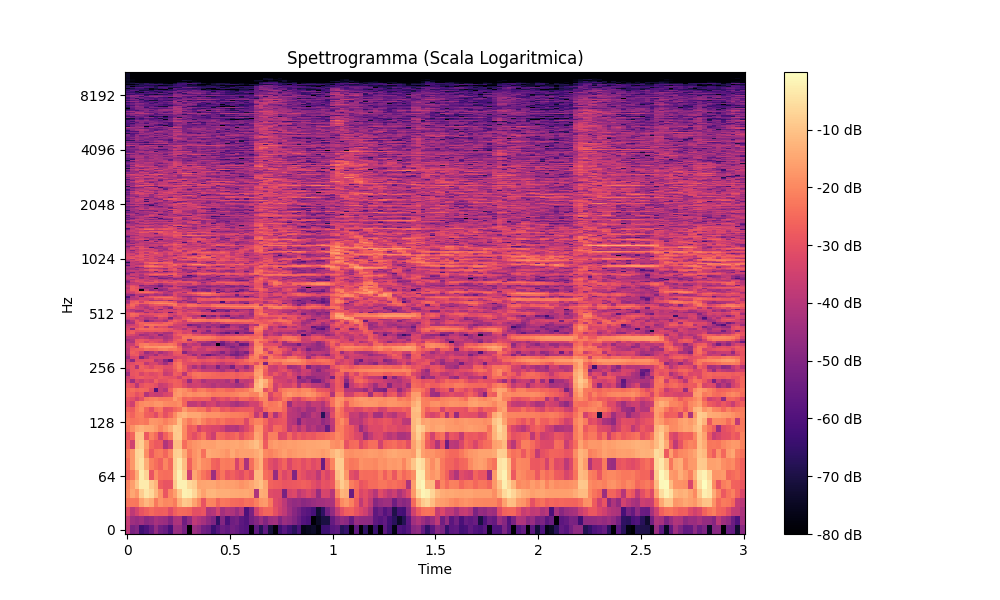 Spettrogramma (Scala Logaritmica)
8192
4096
2048
1024
512
256
128
64
0
Hz
0
0.5
1
1.5
2
2.5
3
Time
-10 dB
-20 dB
-30 dB
-40 dB
-50 dB
-60 dB
-70 dB
-80 dB